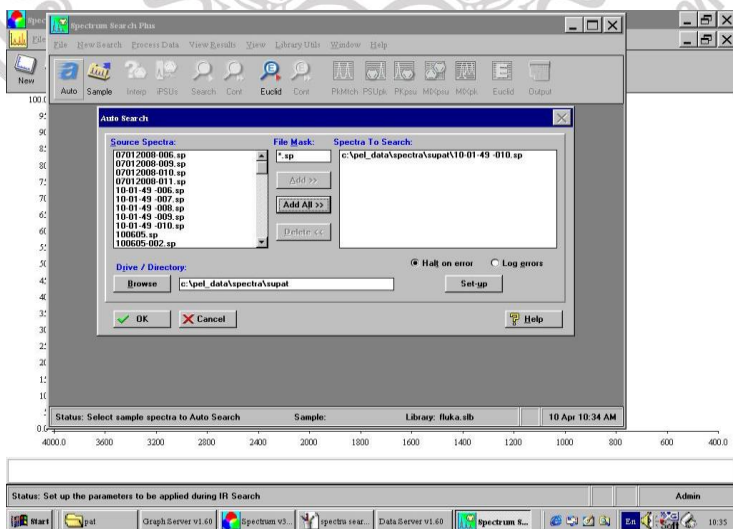 Spec
Spectrum Search Plus
File
File New Search Process Data View Results View Library Utils Window Help
New
Auto Sample Interp iPSUs Search Cont Euclid Cont PkMtch PSUpk PKpsu MIXpsu MIXpk Euclid Output
Auto Search
Source Spectra: File Mask: Spectra To Search:
07012008-006.sp
07012008-009.sp
07012008-010.sp
07012008-011.sp
10-01-49 -006.sp
10-01-49 -007.sp
10-01-49 -008.sp
10-01-49 -009.sp
10-01-49 -010.sp
100605.sp
100605-002.sp
*.sp
Add >>
Add All >>
Delete <<
c:\pel_data\spectra\supat\10-01-49 -010.sp
Halt on error Log errors
Drive / Directory:
Browse c:\pel_data\spectra\supat Set-up
OK Cancel Help
Status: Select sample spectra to Auto Search Sample: Library: fluka.slb 10 Apr 10:34 AM
4000.0 3600 3200 2800 2400 2000 1800 1600 1400 1200 1000 800 600 400.0
Status: Set up the parameters to be applied during IR Search Admin
Start pat Graph Server v1.60 Spectrum v3... spectra sear... Data Server v1.60 Spectrum S... En 10:35